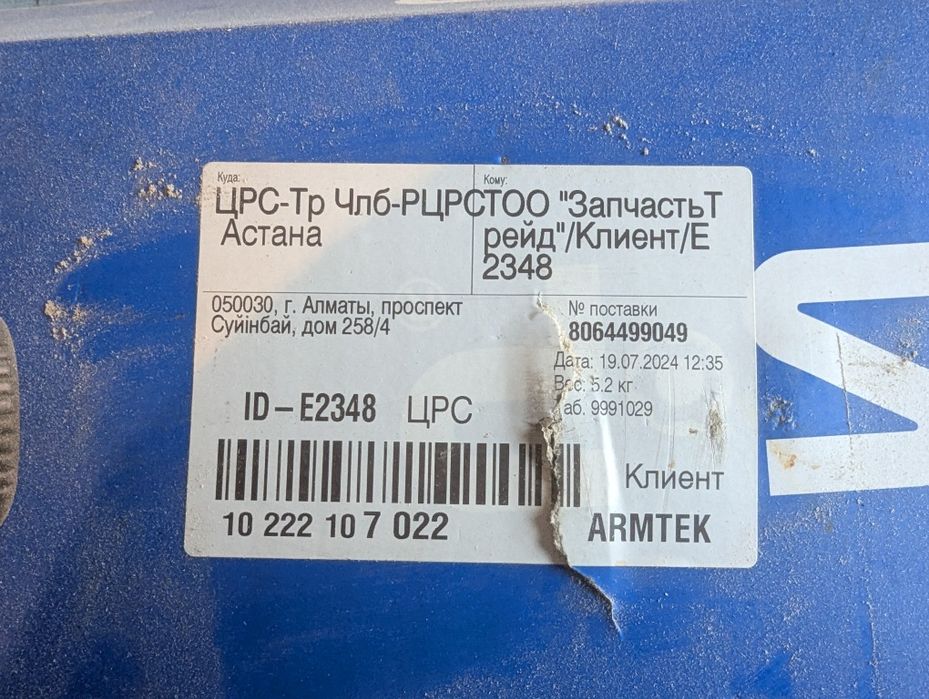 Куда:
ЦРС-Тр Члб-РЦРС
Астана
Кому:
ТОО "ЗапчастьТ
рейд"/Клиент/Е
2348
050030, г. Алматы, проспект
Суйінбай, дом 258/4
№ поставки
8064499049
Дата: 19.07.2024 12:35
Вес: 5.2 кг
аб. 9991029
ID – E2348 ЦРС
Клиент
10 222 10 7 022
ARMTEK